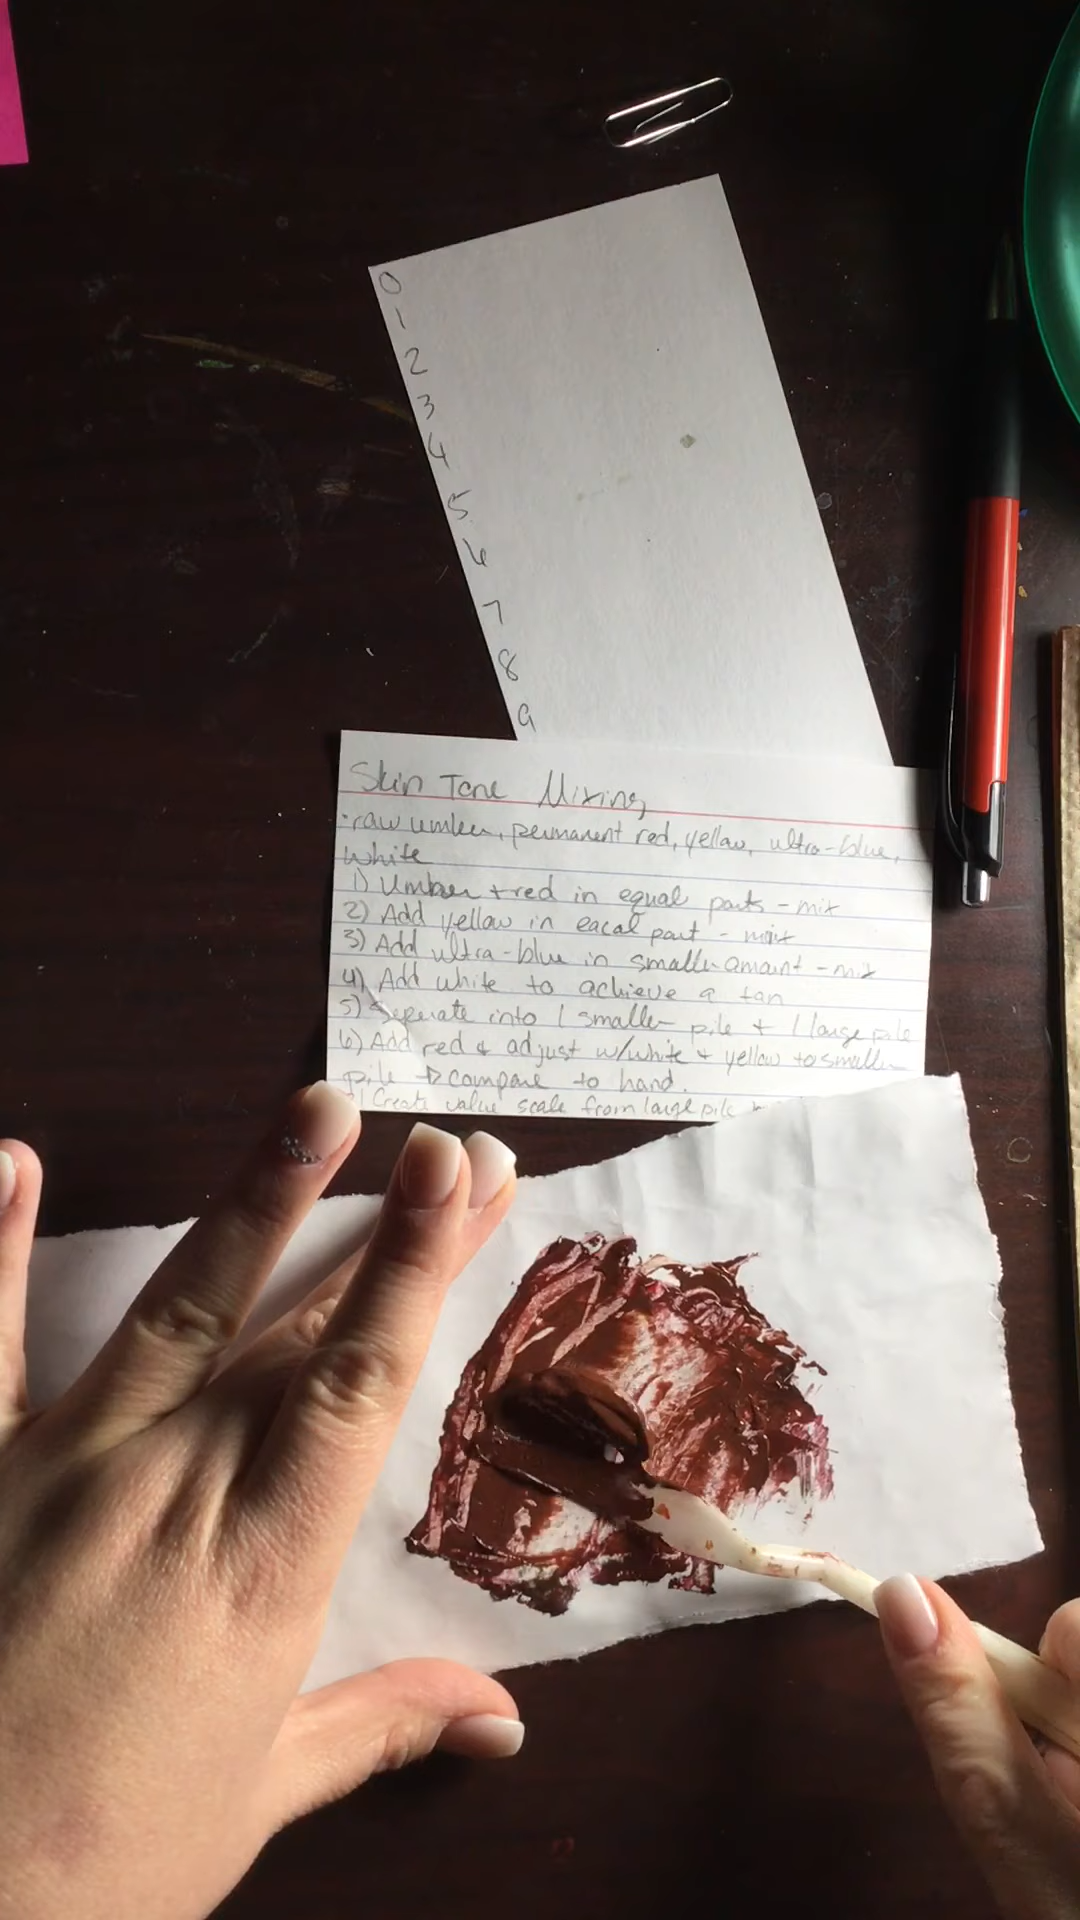 0
1
2
3
4
5
6
7
8
9
Skin Tone Mixing
· raw umber, permanent red, yellow, ultra-blue,
white
1) Umber + red in equal parts - mix
2) Add yellow in eacal part - mix
3) Add ultra-blue in smaller amount - mix
4) Add white to achieve a tan
5) Seperate into 1 smaller pile + 1 large pile
6) Add red & adjust w/white + yellow to smaller
pile → compare to hand.
Create value scale from large pile